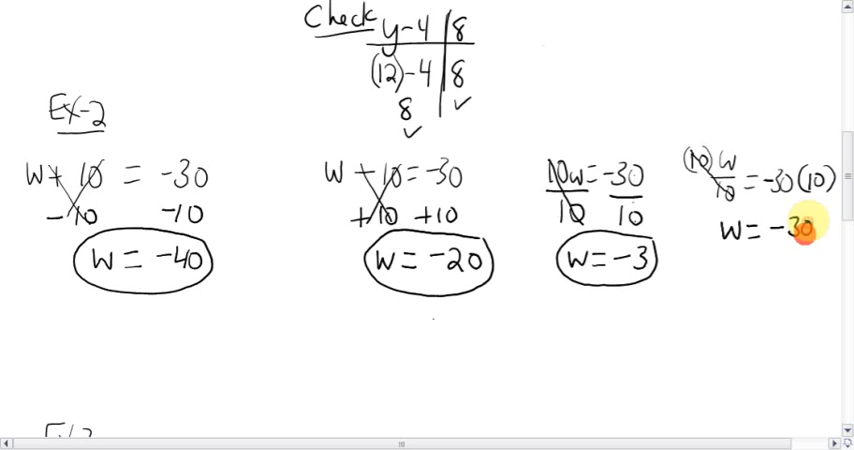 Check y-4 | 8
(12)-4 | 8
8 ✓
✓
Ex-2
w + 10 = -30
-10 -10
w = -40
w - 10 = -30
+10 +10
w = -20
10w = -30
10 10
w = -3
(10) w
10 = -30(10)
w = -30